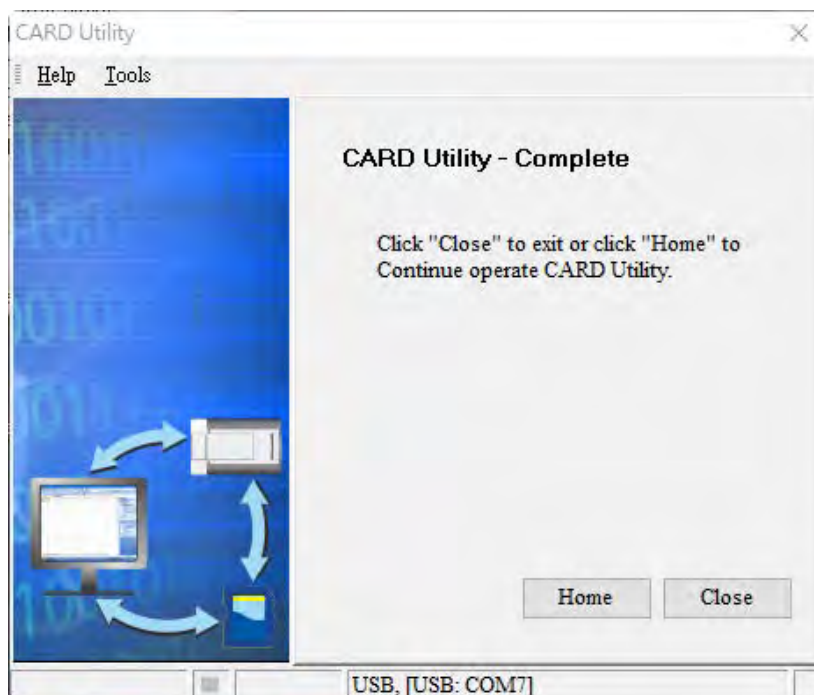 CARD Utility
Help Tools
CARD Utility - Complete
Click "Close" to exit or click "Home" to
Continue operate CARD Utility.
Home Close
USB, [USB: COM7]